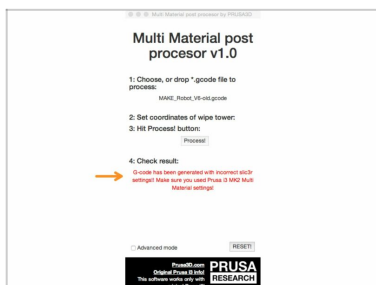 Multi Material post procesor by PRUSA3D
Multi Material post
procesor v1.0
1: Choose, or drop *.gcode file to
process:
MAKE_Robot_V6-old.gcode
2: Set coordinates of wipe tower:
3: Hit Process! button:
Process!
4: Check result:
G-code has been generated with incorrect slic3r
settings!! Make sure you used Prusa i3 MK2 Multi
Material settings!
Advanced mode
RESET!
Prusa3D.com
Original Prusa i3 info!
This software works only with
PRUSA
RESEARCH